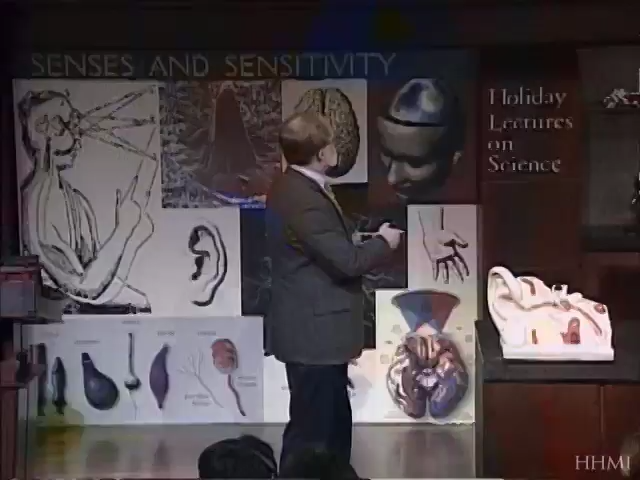 SENSES AND SENSITIVITY
Holiday
Lectures
on
Science
HHMI